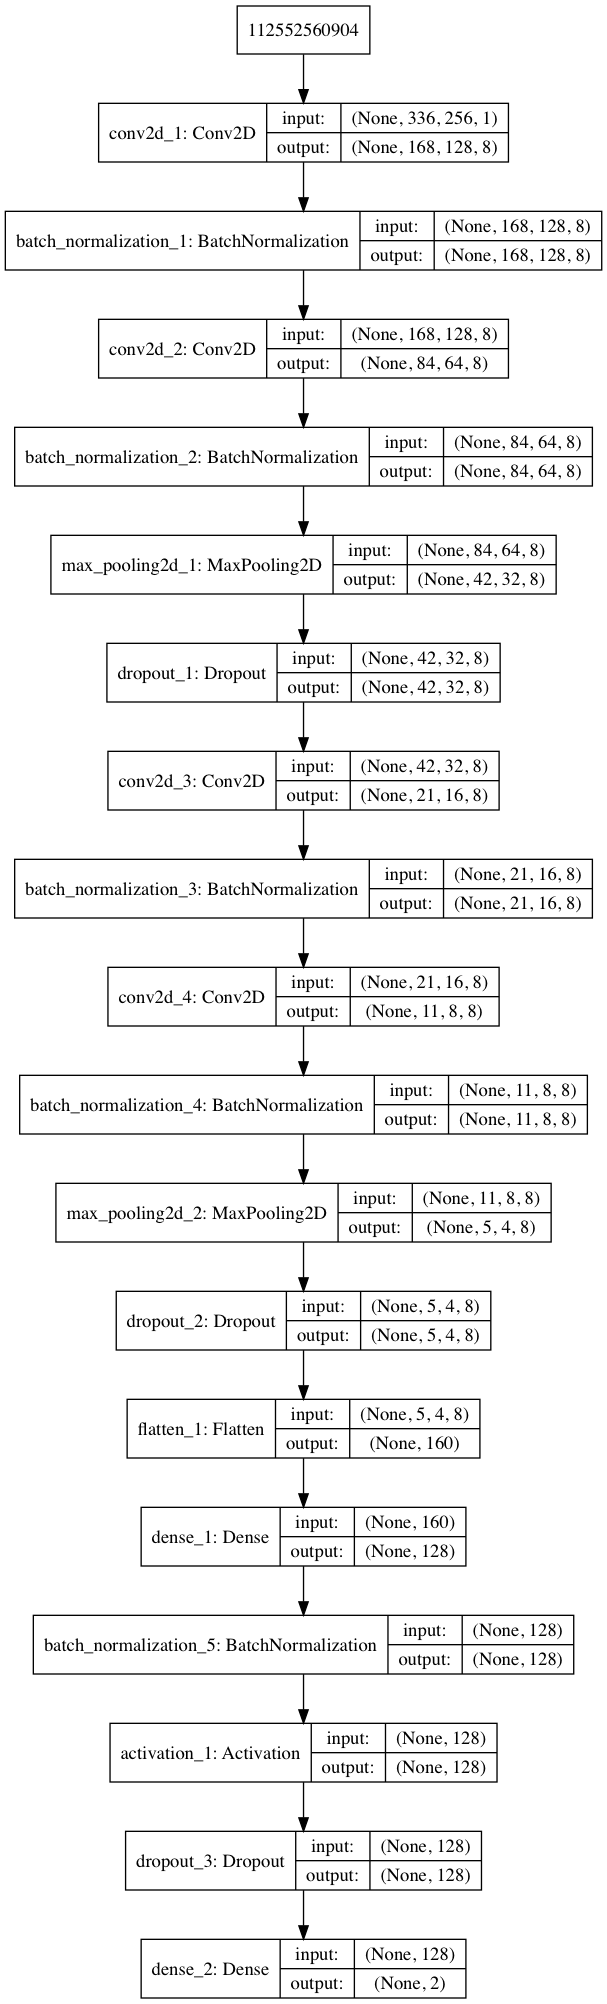 112552560904
conv2d_1: Conv2D input: (None, 336, 256, 1)
output: (None, 168, 128, 8)
batch_normalization_1: BatchNormalization input: (None, 168, 128, 8)
output: (None, 168, 128, 8)
conv2d_2: Conv2D input: (None, 168, 128, 8)
output: (None, 84, 64, 8)
batch_normalization_2: BatchNormalization input: (None, 84, 64, 8)
output: (None, 84, 64, 8)
max_pooling2d_1: MaxPooling2D input: (None, 84, 64, 8)
output: (None, 42, 32, 8)
dropout_1: Dropout input: (None, 42, 32, 8)
output: (None, 42, 32, 8)
conv2d_3: Conv2D input: (None, 42, 32, 8)
output: (None, 21, 16, 8)
batch_normalization_3: BatchNormalization input: (None, 21, 16, 8)
output: (None, 21, 16, 8)
conv2d_4: Conv2D input: (None, 21, 16, 8)
output: (None, 11, 8, 8)
batch_normalization_4: BatchNormalization input: (None, 11, 8, 8)
output: (None, 11, 8, 8)
max_pooling2d_2: MaxPooling2D input: (None, 11, 8, 8)
output: (None, 5, 4, 8)
dropout_2: Dropout input: (None, 5, 4, 8)
output: (None, 5, 4, 8)
flatten_1: Flatten input: (None, 5, 4, 8)
output: (None, 160)
dense_1: Dense input: (None, 160)
output: (None, 128)
batch_normalization_5: BatchNormalization input: (None, 128)
output: (None, 128)
activation_1: Activation input: (None, 128)
output: (None, 128)
dropout_3: Dropout input: (None, 128)
output: (None, 128)
dense_2: Dense input: (None, 128)
output: (None, 2)